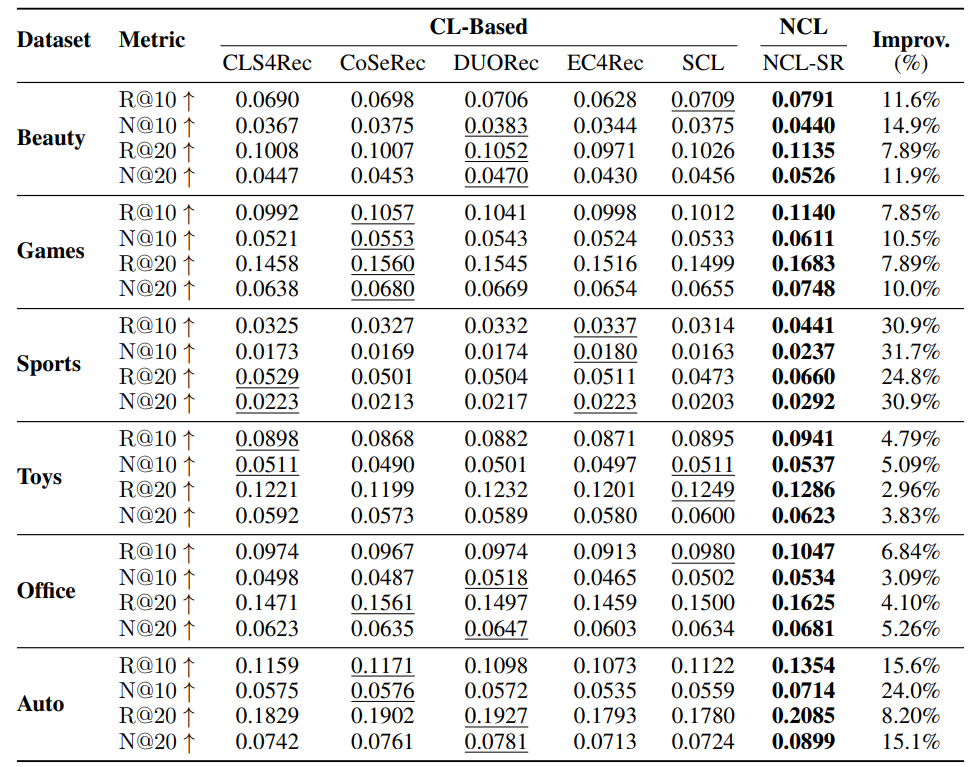 Dataset Metric CL-Based NCL Improv. (%)
CLS4Rec CoSeRec DUORec EC4Rec SCL NCL-SR
Beauty
R@10 ↑ 0.0690 0.0698 0.0706 0.0628 0.0709 0.0791 11.6%
N@10 ↑ 0.0367 0.0375 0.0383 0.0344 0.0375 0.0440 14.9%
R@20 ↑ 0.1008 0.1007 0.1052 0.0971 0.1026 0.1135 7.89%
N@20 ↑ 0.0447 0.0453 0.0470 0.0430 0.0456 0.0526 11.9%
Games
R@10 ↑ 0.0992 0.1057 0.1041 0.0998 0.1012 0.1140 7.85%
N@10 ↑ 0.0521 0.0553 0.0543 0.0524 0.0533 0.0611 10.5%
R@20 ↑ 0.1458 0.1560 0.1545 0.1516 0.1499 0.1683 7.89%
N@20 ↑ 0.0638 0.0680 0.0669 0.0654 0.0655 0.0748 10.0%
Sports
R@10 ↑ 0.0325 0.0327 0.0332 0.0337 0.0314 0.0441 30.9%
N@10 ↑ 0.0173 0.0169 0.0174 0.0180 0.0163 0.0237 31.7%
R@20 ↑ 0.0529 0.0501 0.0504 0.0511 0.0473 0.0660 24.8%
N@20 ↑ 0.0223 0.0213 0.0217 0.0223 0.0203 0.0292 30.9%
Toys
R@10 ↑ 0.0898 0.0868 0.0882 0.0871 0.0895 0.0941 4.79%
N@10 ↑ 0.0511 0.0490 0.0501 0.0497 0.0511 0.0537 5.09%
R@20 ↑ 0.1221 0.1199 0.1232 0.1201 0.1249 0.1286 2.96%
N@20 ↑ 0.0592 0.0573 0.0589 0.0580 0.0600 0.0623 3.83%
Office
R@10 ↑ 0.0974 0.0967 0.0974 0.0913 0.0980 0.1047 6.84%
N@10 ↑ 0.0498 0.0487 0.0518 0.0465 0.0502 0.0534 3.09%
R@20 ↑ 0.1471 0.1561 0.1497 0.1459 0.1500 0.1625 4.10%
N@20 ↑ 0.0623 0.0635 0.0647 0.0603 0.0634 0.0681 5.26%
Auto
R@10 ↑ 0.1159 0.1171 0.1098 0.1073 0.1122 0.1354 15.6%
N@10 ↑ 0.0575 0.0576 0.0572 0.0535 0.0559 0.0714 24.0%
R@20 ↑ 0.1829 0.1902 0.1927 0.1793 0.1780 0.2085 8.20%
N@20 ↑ 0.0742 0.0761 0.0781 0.0713 0.0724 0.0899 15.1%